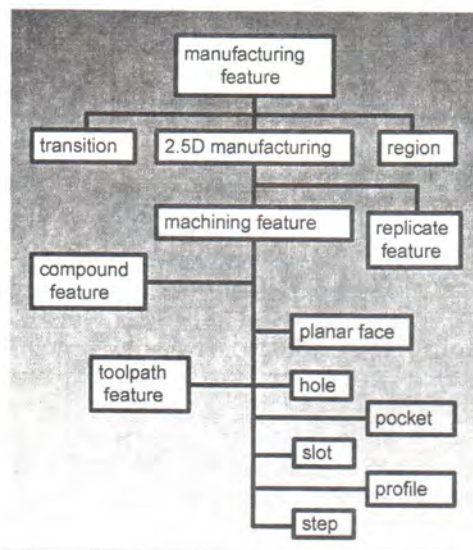 manufacturing
feature
transition
2.5D manufacturing
region
machining feature
replicate
feature
compound
feature
planar face
toolpath
feature
hole
pocket
slot
profile
step